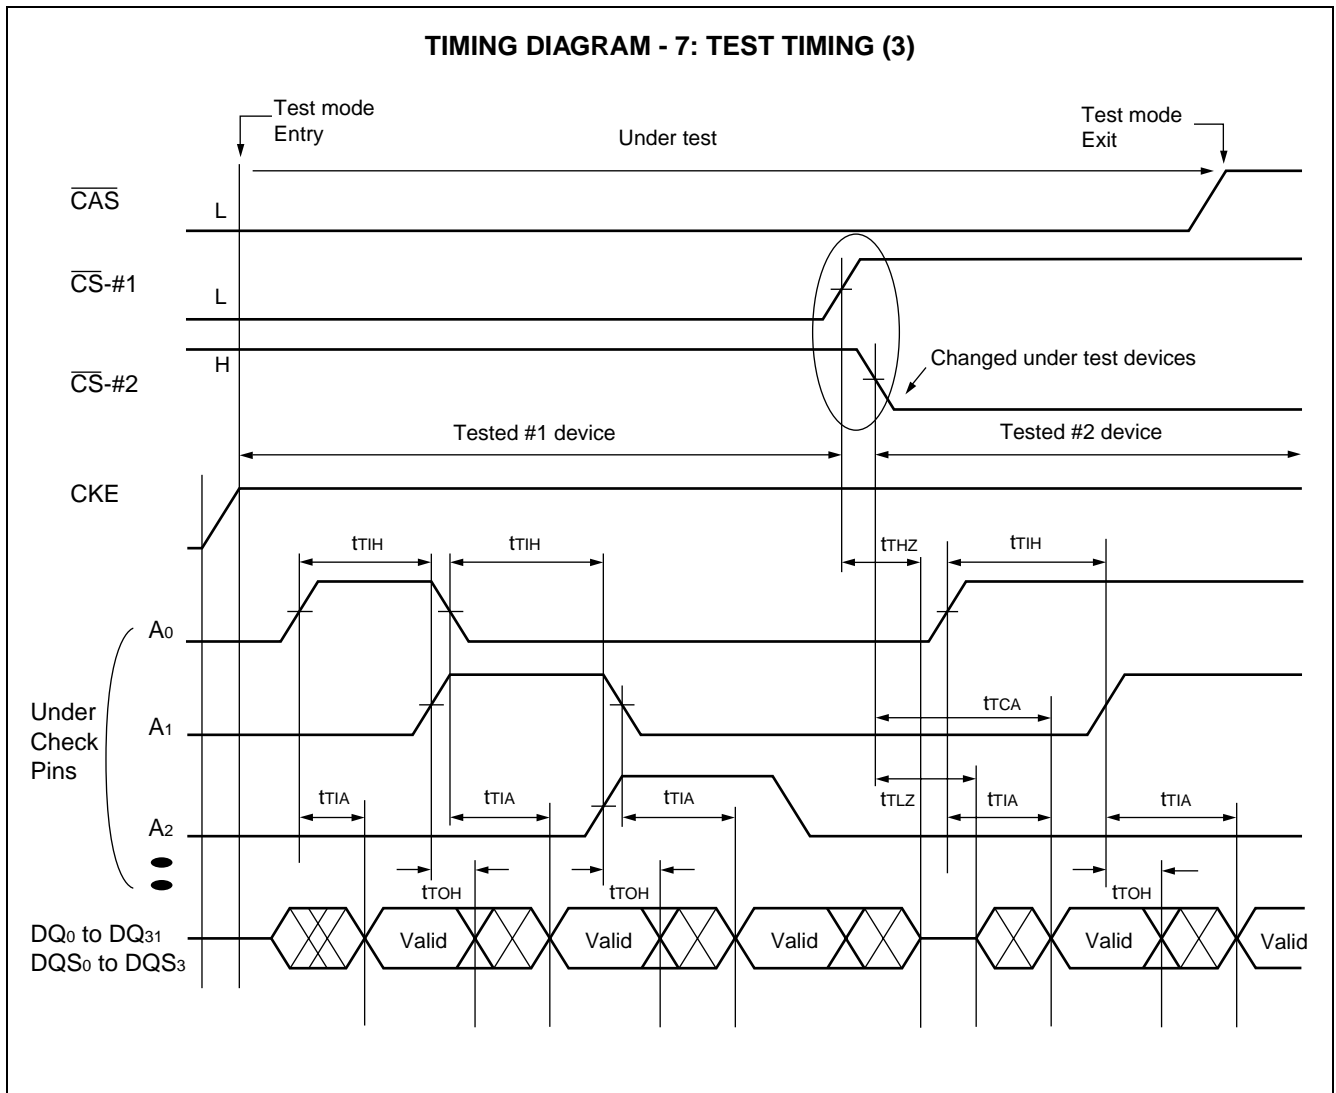 TIMING DIAGRAM - 7: TEST TIMING (3)
Test mode
Entry
Under test
Test mode
Exit
CAS
L
CS-#1
L
H
CS-#2
Changed under test devices
Tested #1 device
Tested #2 device
CKE
tTIH
tTIH
tTHZ
tTIH
A0
Under
Check
Pins
A1
tTCA
tTLZ
tTIA
tTIA
tTIA
tTIA
tTIA
A2
tTOH
tTOH
tTOH
DQ0 to DQ31
DQS0 to DQS3
Valid
Valid
Valid
Valid
Valid